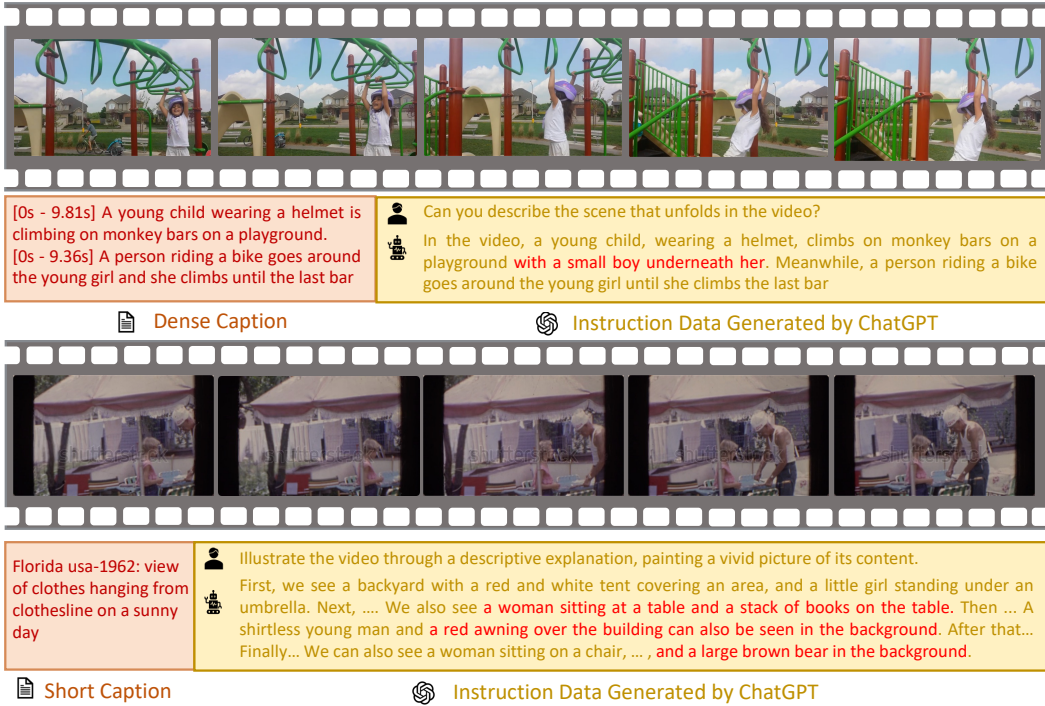 [0s - 9.81s] A young child wearing a helmet is
climbing on monkey bars on a playground.
[0s - 9.36s] A person riding a bike goes around
the young girl and she climbs until the last bar
Can you describe the scene that unfolds in the video?
In the video, a young child, wearing a helmet, climbs on monkey bars on a
playground with a small boy underneath her. Meanwhile, a person riding a bike
goes around the young girl until she climbs the last bar
Dense Caption
Instruction Data Generated by ChatGPT
shutterstock
shutterstock
shutterstock
shutterstock
shutterstock
Florida usa-1962: view
of clothes hanging from
clothesline on a sunny
day
Illustrate the video through a descriptive explanation, painting a vivid picture of its content.
First, we see a backyard with a red and white tent covering an area, and a little girl standing under an
umbrella. Next, .... We also see a woman sitting at a table and a stack of books on the table. Then ... A
shirtless young man and a red awning over the building can also be seen in the background. After that...
Finally... We can also see a woman sitting on a chair, ... , and a large brown bear in the background.
Short Caption
Instruction Data Generated by ChatGPT